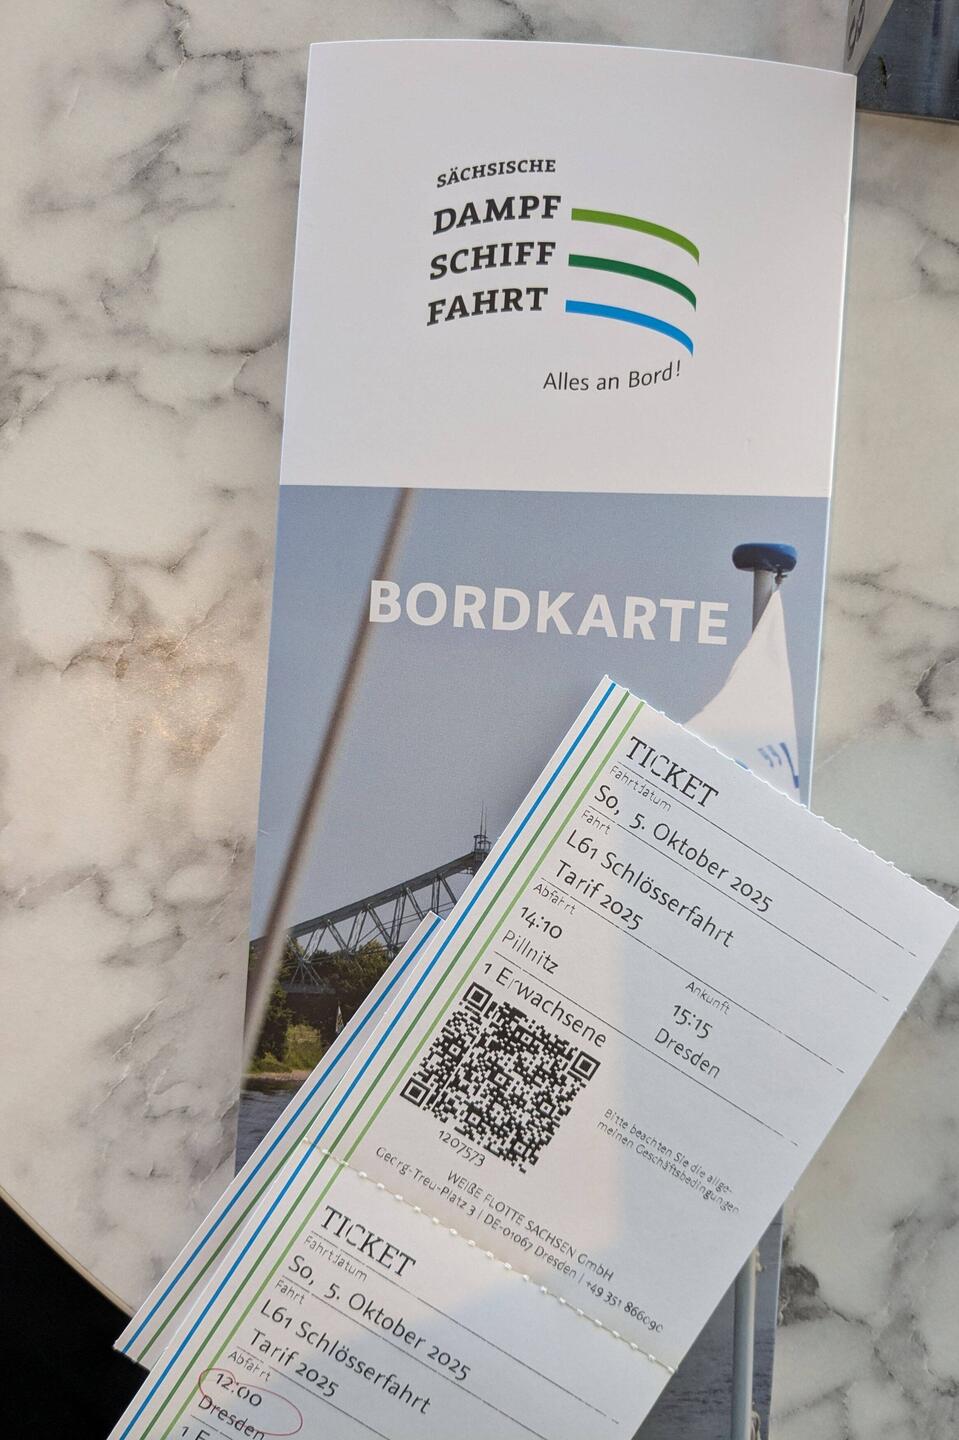 SÄCHSISCHE
DAMPF
SCHIFF
FAHRT
Alles an Bord!
BORDKARTE
TICKET
Fahrtdatum
So, 5. Oktober 2025
Fahrt
L61 Schlösserfahrt
Tarif 2025
Abfahrt
Ankunft
14:10
15:15
Pillnitz
Dresden
1 Erwachsene
Bitte beachten Sie die allge-
meinen Geschäftsbedingungen
1207573
WEIßE FLOTTE SACHSEN GmbH
Georg-Treu-Platz 3 | DE-01067 Dresden | +49 351 866090
TICKET
Fahrtdatum
So, 5. Oktober 2025
Fahrt
L61 Schlösserfahrt
Tarif 2025
Abfahrt
12:00
Dresden
1 E